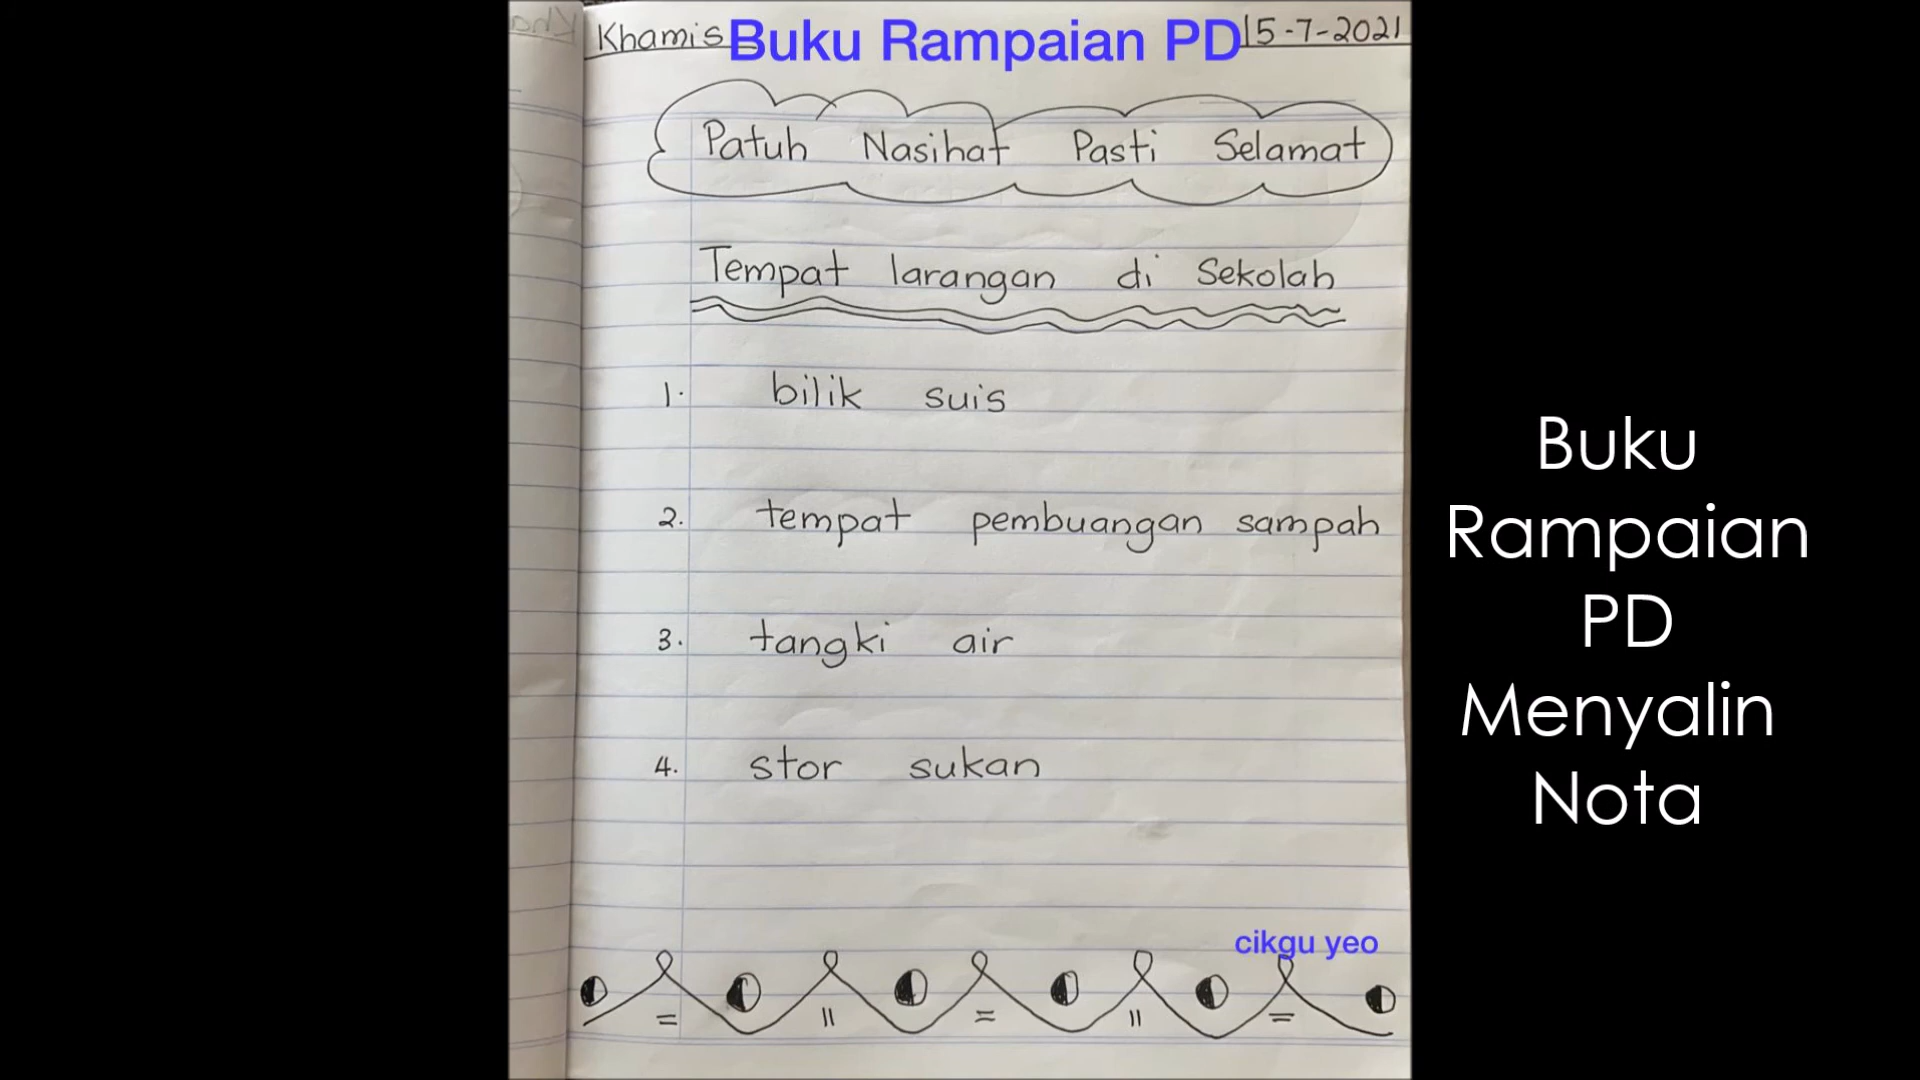 Khamis
Buku Rampaian PD
15-7-2021
Patuh Nasihat Pasti Selamat
Tempat larangan di Sekolah
1. bilik suis
2. tempat pembuangan sampah
3. tangki air
4. stor sukan
cikgu yeo
Buku
Rampaian
PD
Menyalin
Nota